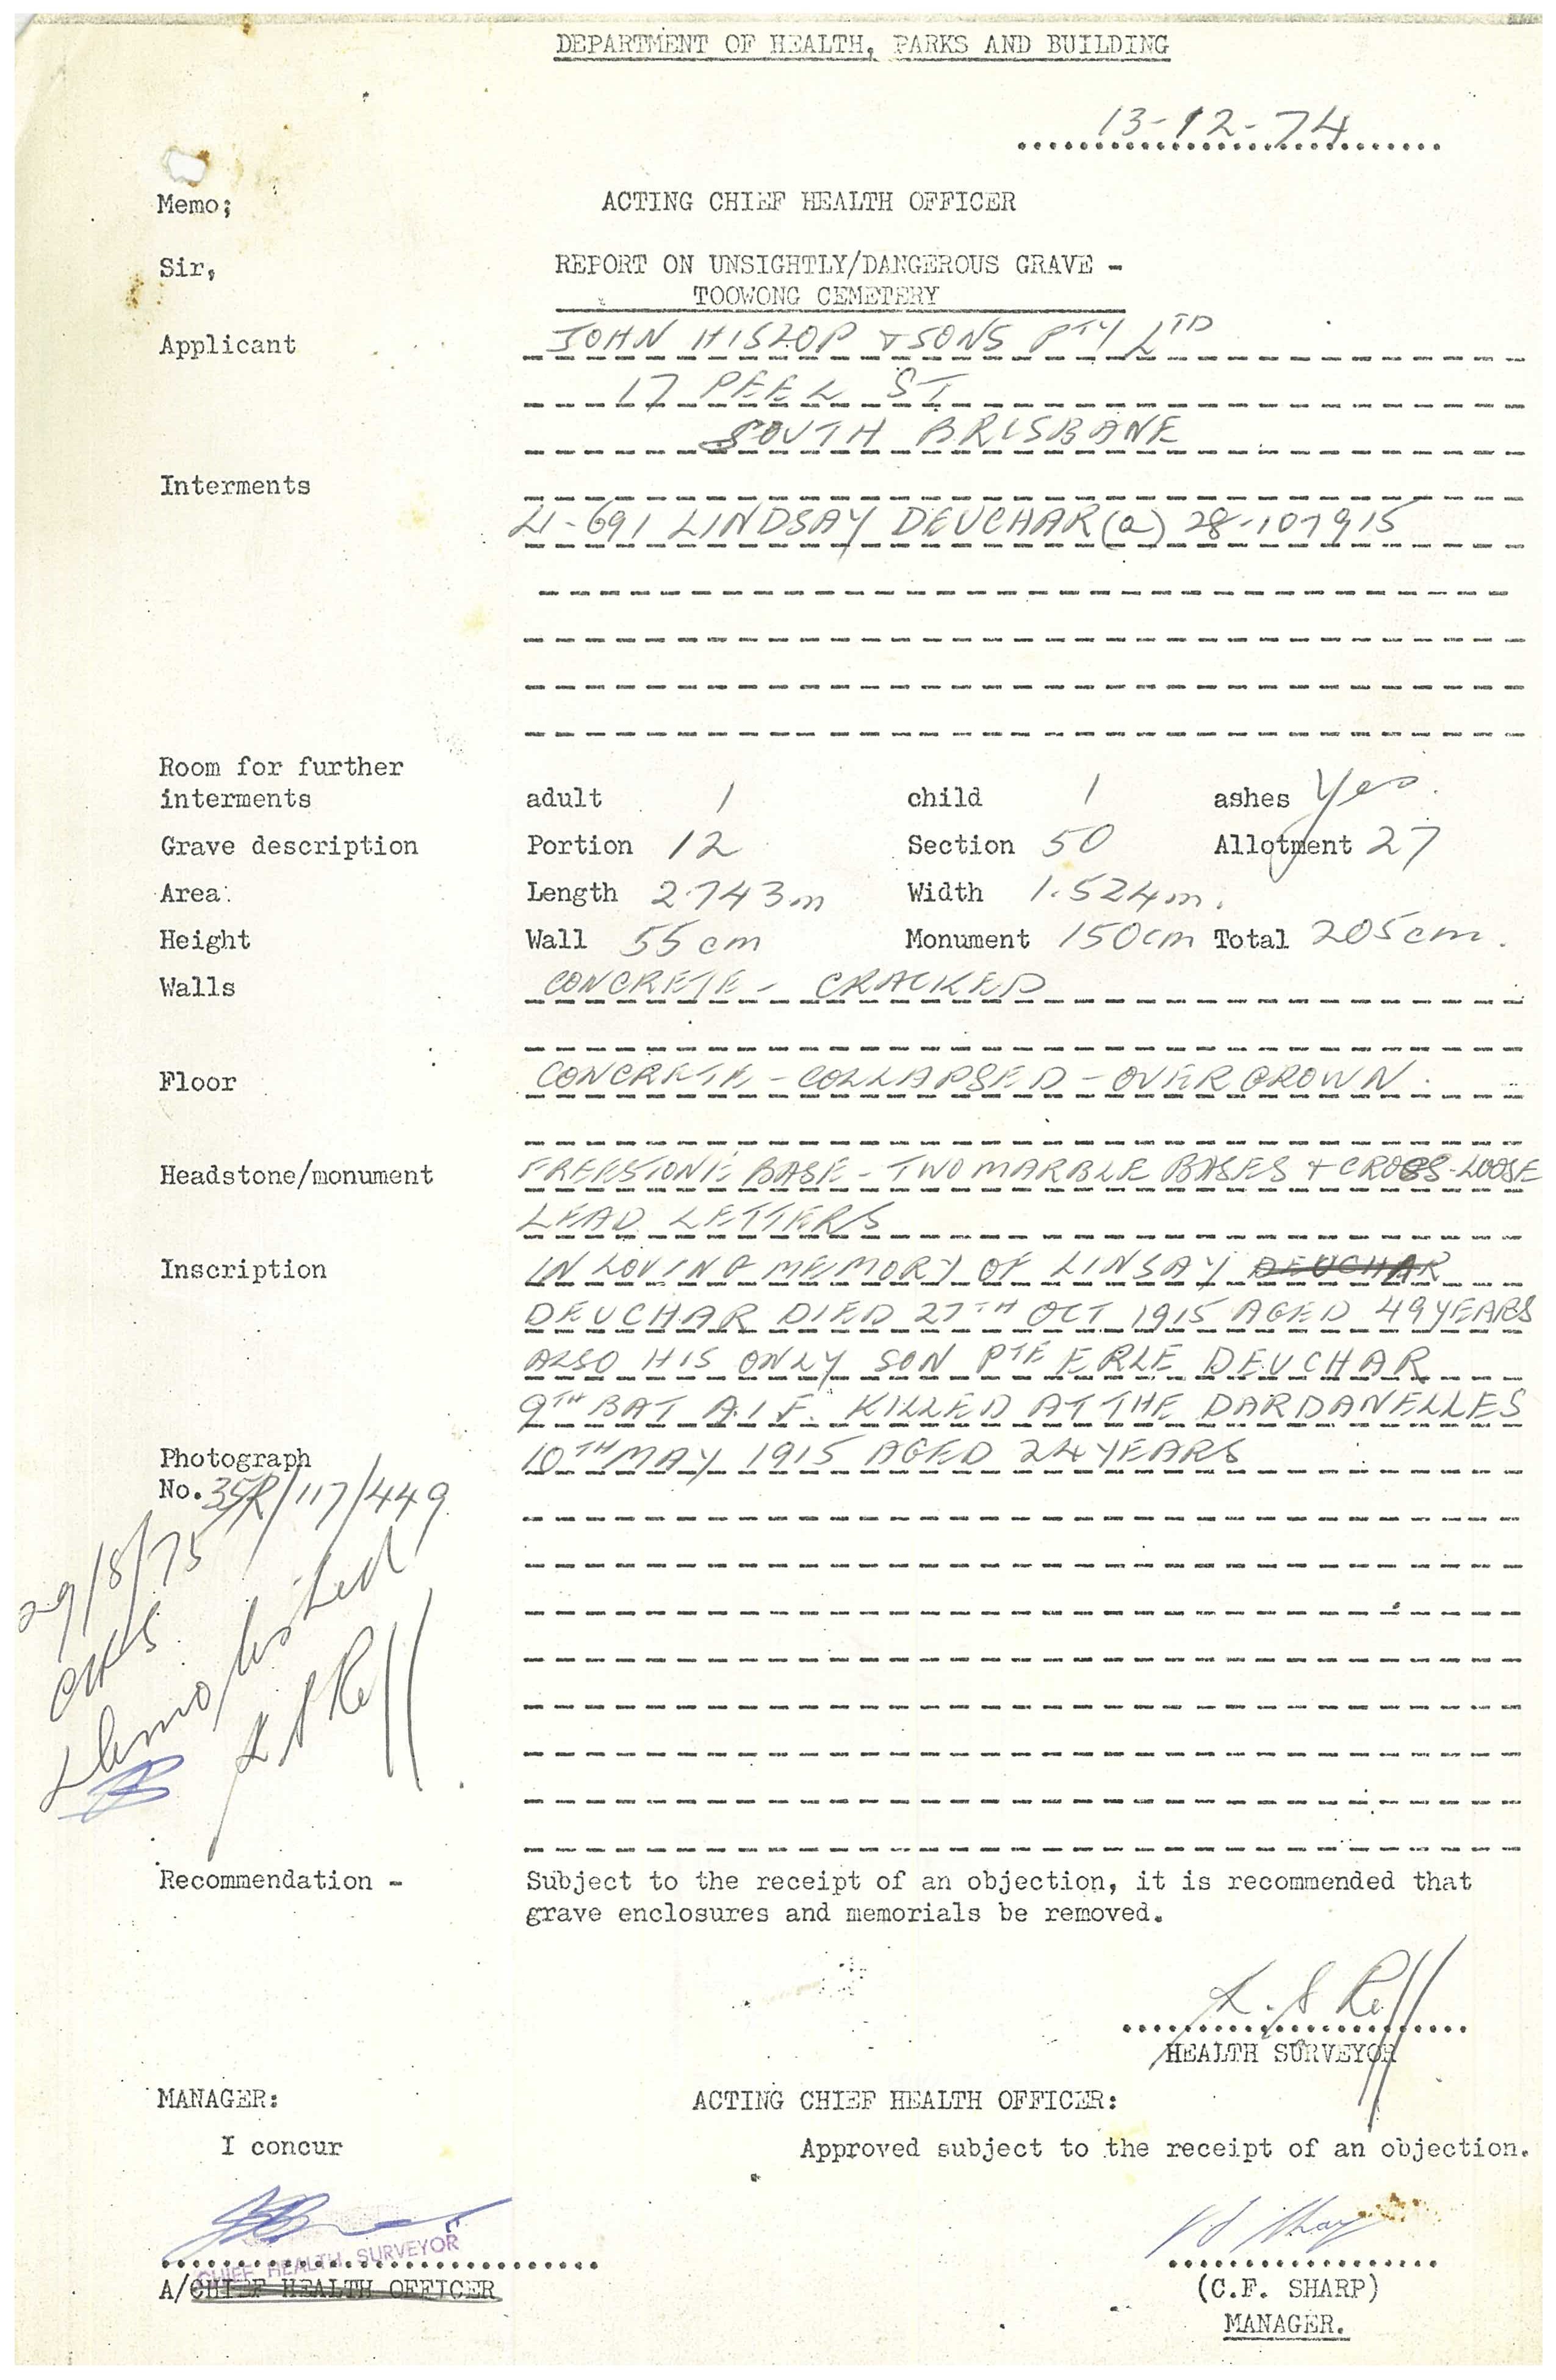 DEPARTMENT OF HEALTH, PARKS AND BUILDING
13-12-74
Memo; ACTING CHIEF HEALTH OFFICER
Sir, REPORT ON UNSIGHTLY/DANGEROUS GRAVE -
TOOWONG CEMETERY
Applicant JOHN HISLOP & SONS PTY LTD
17 PEEL ST
SOUTH BRISBANE
Interments
691 LINDSAY DEUCHAR (a) 28-10-1915
Room for further
interments adult 1 child 1 ashes Yes.
Grave description Portion 12 Section 50 Allotment 27
Area: Length 2.743m Width 1.524m.
Height Wall 55cm Monument 150cm Total 205cm.
Walls CONCRETE - CRACKED
Floor CONCRETE - COLLAPSED - OVERGROWN.
Headstone/monument FREESTONE BASE - TWO MARBLE BASES + CROSS - LOOSE
LEAD LETTERS
Inscription IN LOVING MEMORY OF LINSAY DEUCHAR
DEUCHAR DIED 27TH OCT 1915 AGED 49 YEARS
ALSO HIS ONLY SON PTE ERLE DEUCHAR
9TH BAT A.I.F. KILLED AT THE DARDANELLES
Photograph 10TH MAY 1915 AGED 24 YEARS
No. 35R/117/449
29/8/75
CHS
Demolished
Recommendation - Subject to the receipt of an objection, it is recommended that
grave enclosures and memorials be removed.
HEALTH SURVEYOR
MANAGER: ACTING CHIEF HEALTH OFFICER:
I concur Approved subject to the receipt of an objection.
CHIEF HEALTH SURVEYOR
A/CHIEF HEALTH OFFICER (C.F. SHARP)
MANAGER.